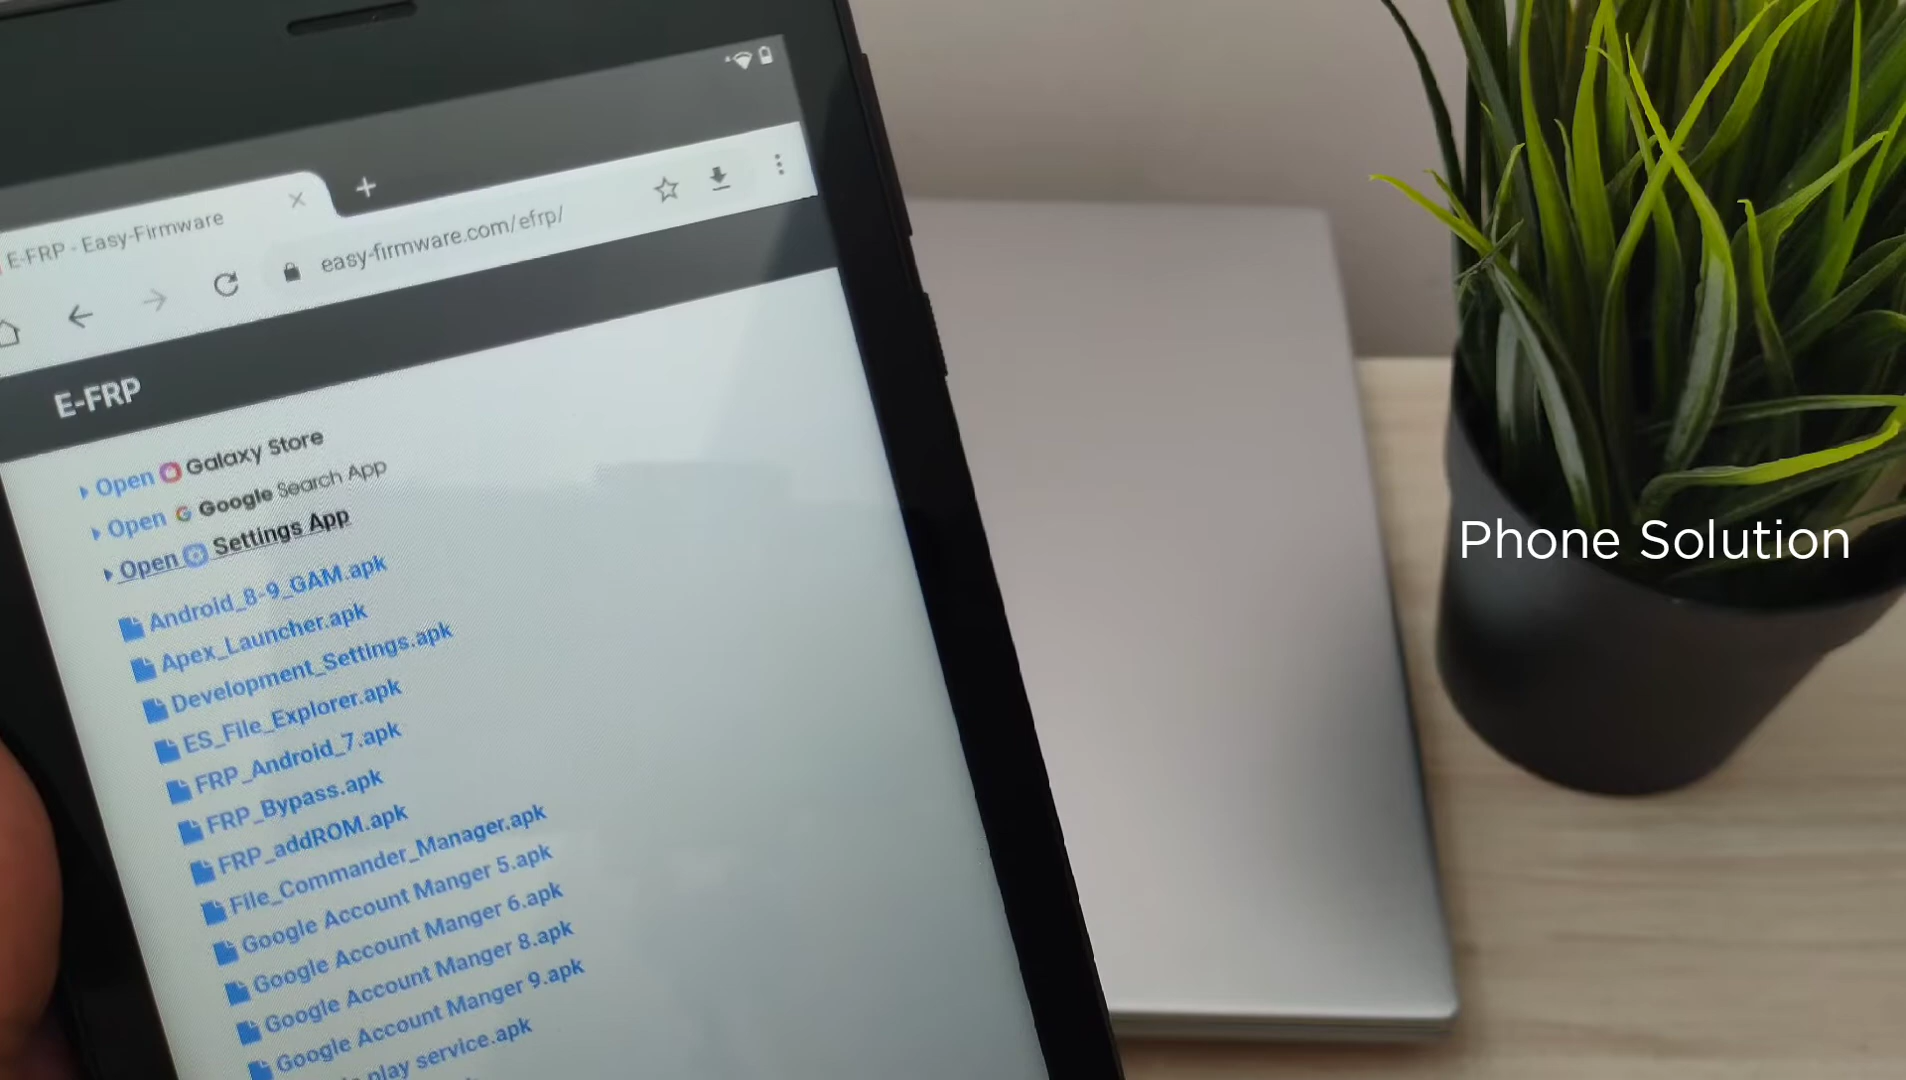 E-FRP - Easy-Firmware
easy-firmware.com/efrp/
E-FRP
Open Galaxy Store
Open Google Search App
Open Settings App
Android_8-9_GAM.apk
Apex_Launcher.apk
Development_Settings.apk
ES_File_Explorer.apk
FRP_Android_7.apk
FRP_Bypass.apk
FRP_addROM.apk
File_Commander_Manager.apk
Google Account Manger 5.apk
Google Account Manger 6.apk
Google Account Manger 8.apk
Google Account Manger 9.apk
play service.apk
Phone Solution